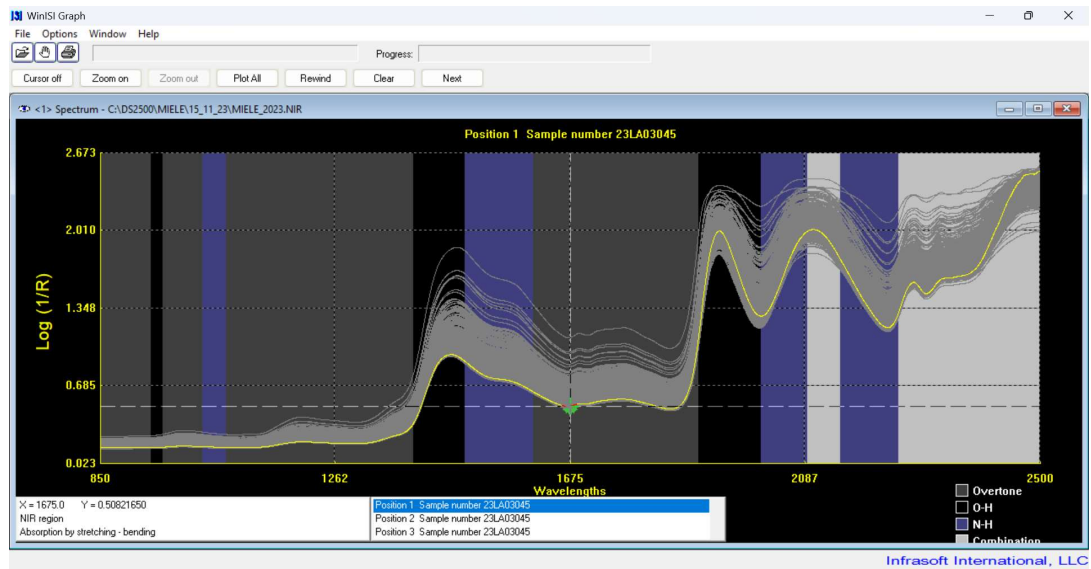 WinISI Graph
File Options Window Help
Progress:
Cursor off Zoom on Zoom out Plot All Rewind Clear Next
<1> Spectrum - C:\DS2500\MIELE\15_11_23\MIELE_2023.NIR
Position 1 Sample number 23LA03045
2.673
2.010
1.348
0.685
0.023
Log (1/R)
850 1262 1675 2087 2500
Wavelengths
X = 1675.0 Y = 0.50821650
NIR region
Absorption by stretching - bending
Position 1 Sample number 23LA03045
Position 2 Sample number 23LA03045
Position 3 Sample number 23LA03045
Overtone
O-H
N-H
Combination
Infrasoft International, LLC